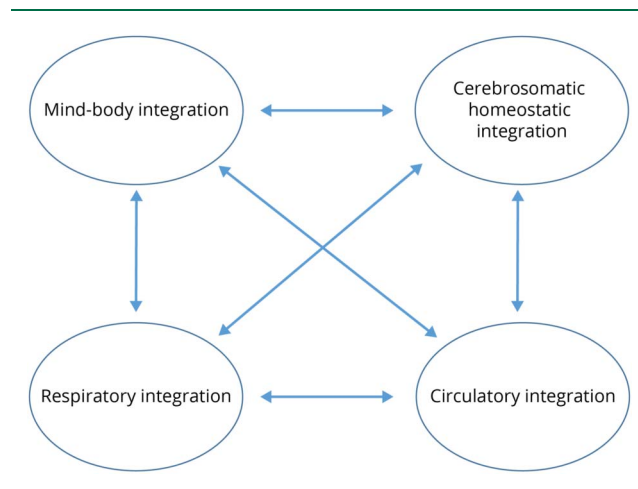 Mind-body integration
Cerebrosomatic
homeostatic
integration
Respiratory integration
Circulatory integration